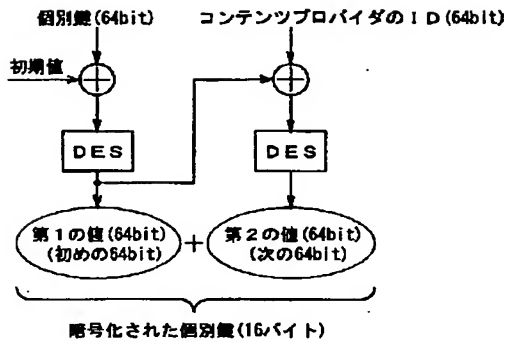 個別鍵(64bit)
コンテンツプロバイダのＩＤ(64bit)
初期値
ＤＥＳ
ＤＥＳ
第１の値(64bit)
(初めの64bit)
第２の値(64bit)
(次の64bit)
暗号化された個別鍵(16バイト)